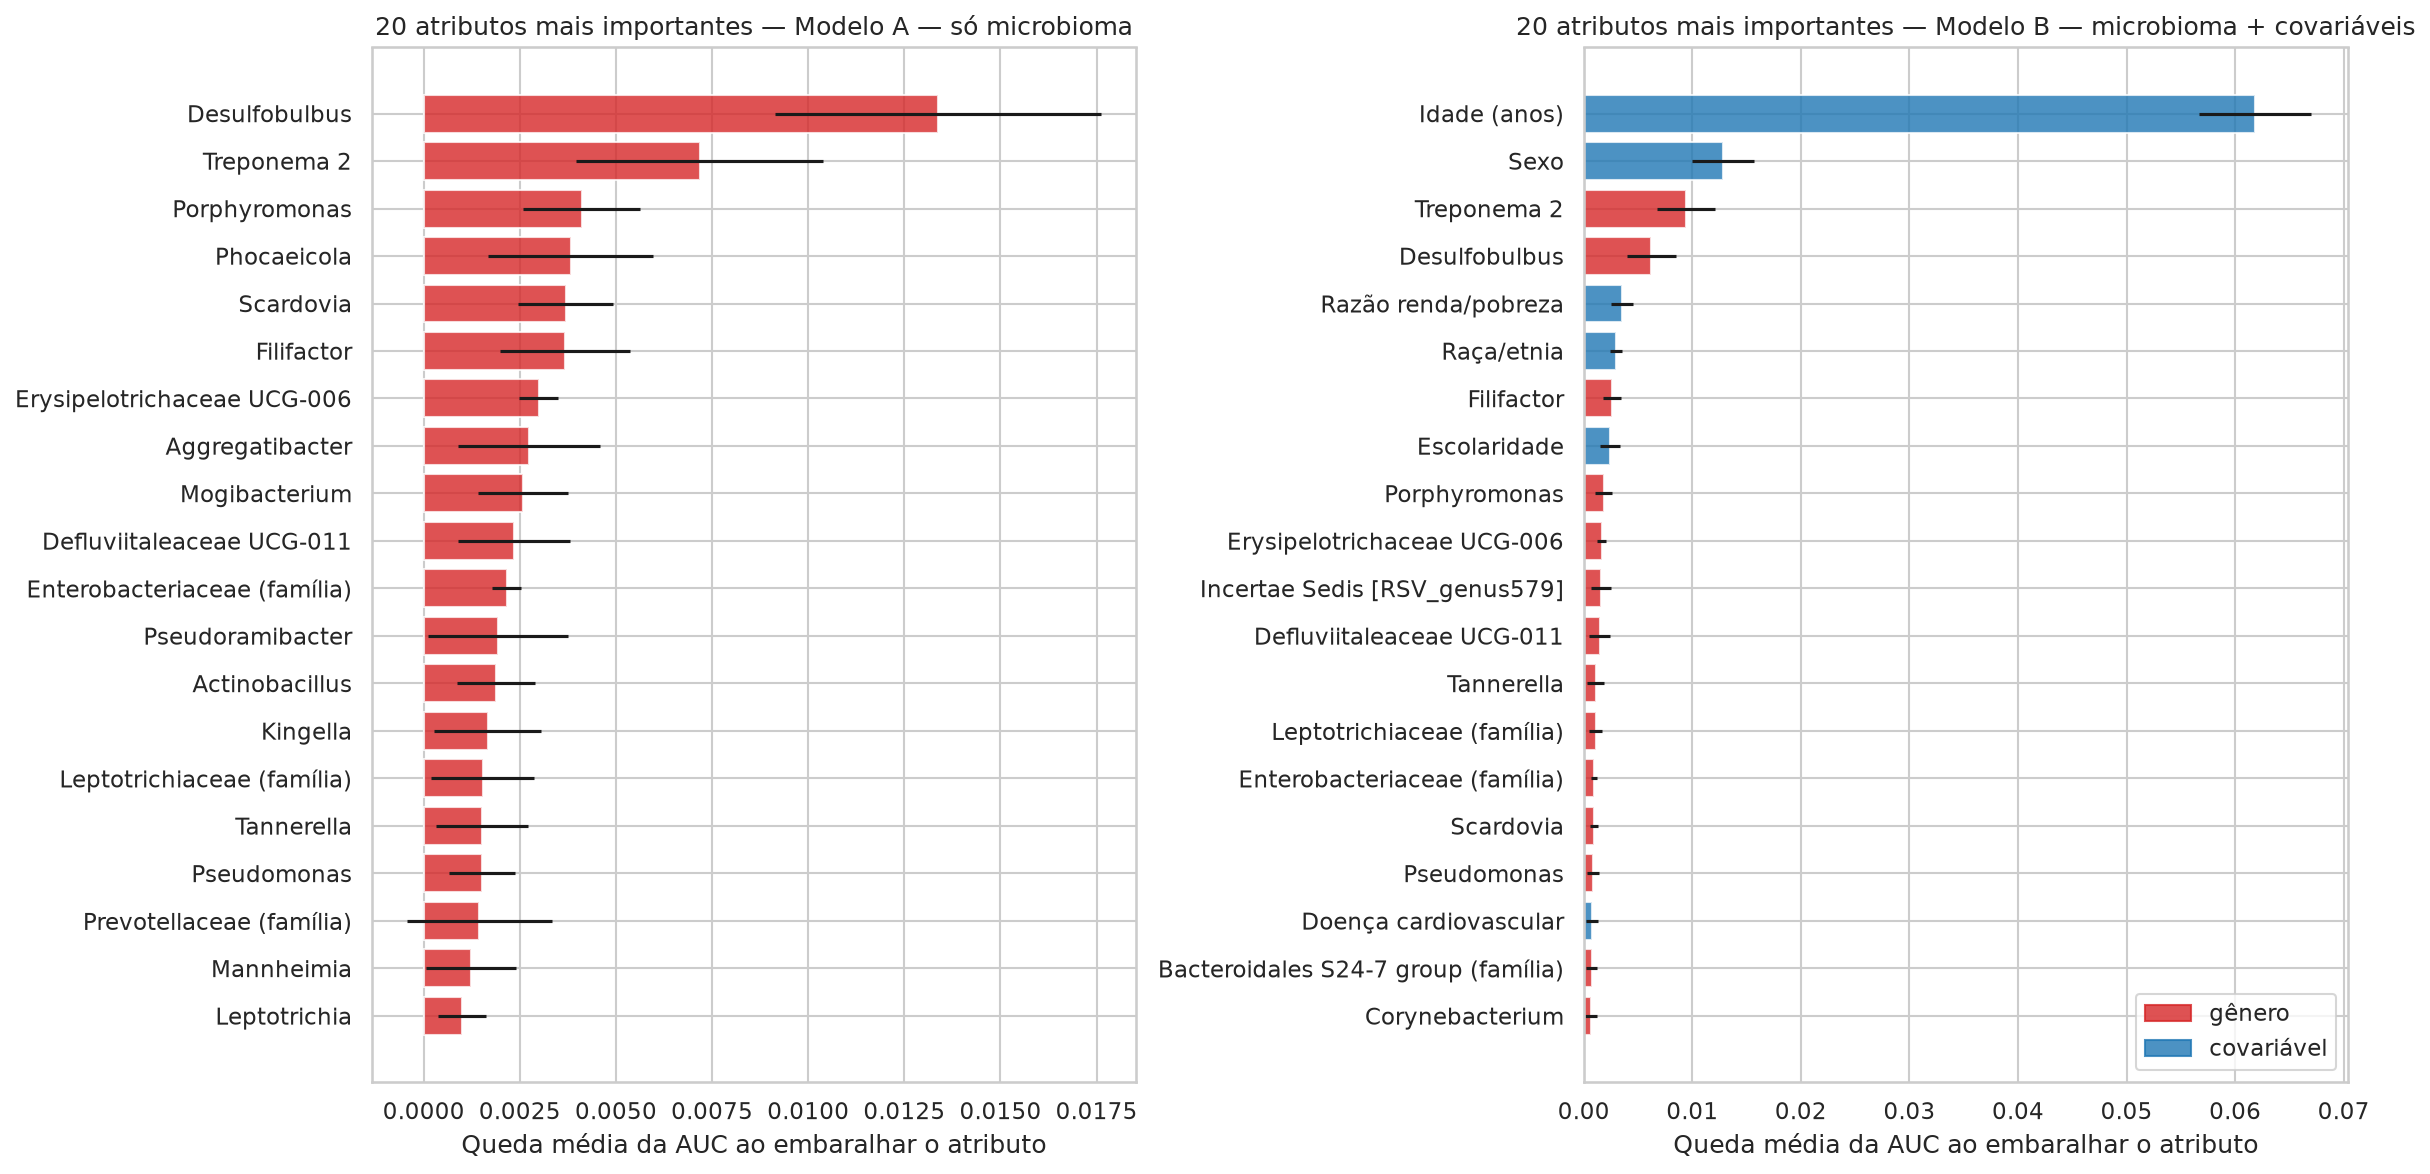 20 atributos mais importantes — Modelo A — só microbioma
Desulfobulbus
Treponema 2
Porphyromonas
Phocaeicola
Scardovia
Filifactor
Erysipelotrichaceae UCG-006
Aggregatibacter
Mogibacterium
Defluviitaleaceae UCG-011
Enterobacteriaceae (família)
Pseudoramibacter
Actinobacillus
Kingella
Leptotrichiaceae (família)
Tannerella
Pseudomonas
Prevotellaceae (família)
Mannheimia
Leptotrichia
0.0000 0.0025 0.0050 0.0075 0.0100 0.0125 0.0150 0.0175
Queda média da AUC ao embaralhar o atributo
20 atributos mais importantes — Modelo B — microbioma + covariáveis
Idade (anos)
Sexo
Treponema 2
Desulfobulbus
Razão renda/pobreza
Raça/etnia
Filifactor
Escolaridade
Porphyromonas
Erysipelotrichaceae UCG-006
Incertae Sedis [RSV_genus579]
Defluviitaleaceae UCG-011
Tannerella
Leptotrichiaceae (família)
Enterobacteriaceae (família)
Scardovia
Pseudomonas
Doença cardiovascular
Bacteroidales S24-7 group (família)
Corynebacterium
gênero
covariável
0.00 0.01 0.02 0.03 0.04 0.05 0.06 0.07
Queda média da AUC ao embaralhar o atributo